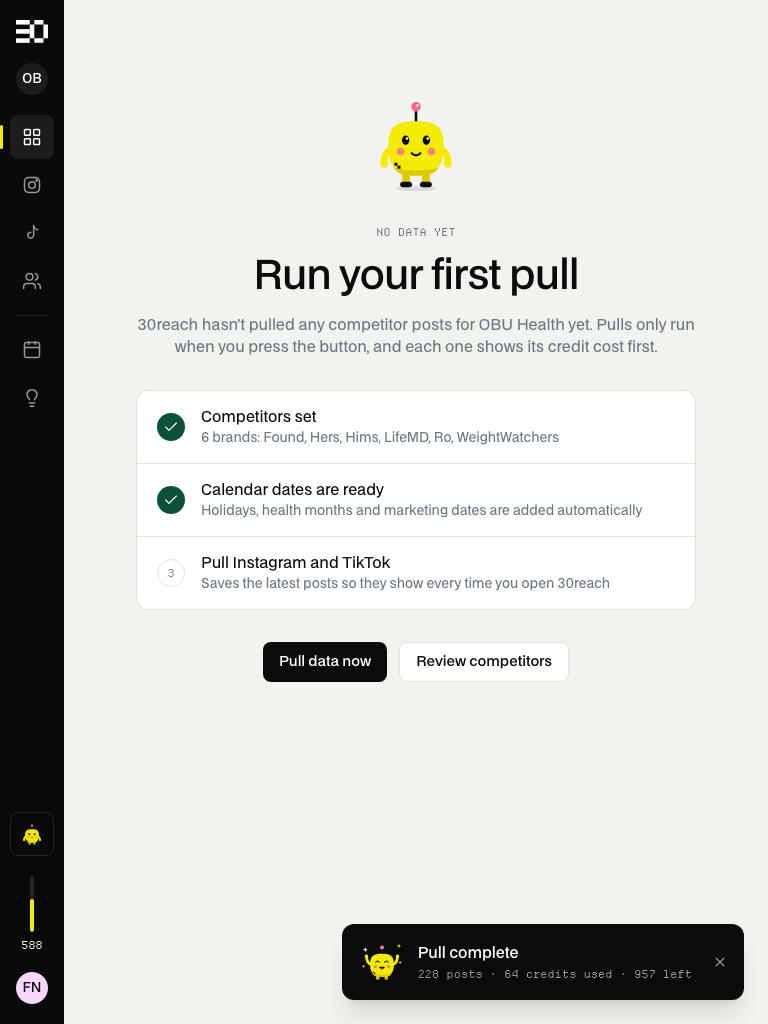 30
OB
NO DATA YET
Run your first pull
30reach hasn't pulled any competitor posts for OBU Health yet. Pulls only run
when you press the button, and each one shows its credit cost first.
Competitors set
6 brands: Found, Hers, Hims, LifeMD, Ro, WeightWatchers
Calendar dates are ready
Holidays, health months and marketing dates are added automatically
3
Pull Instagram and TikTok
Saves the latest posts so they show every time you open 30reach
Pull data now
Review competitors
588
FN
Pull complete
228 posts · 64 credits used · 957 left